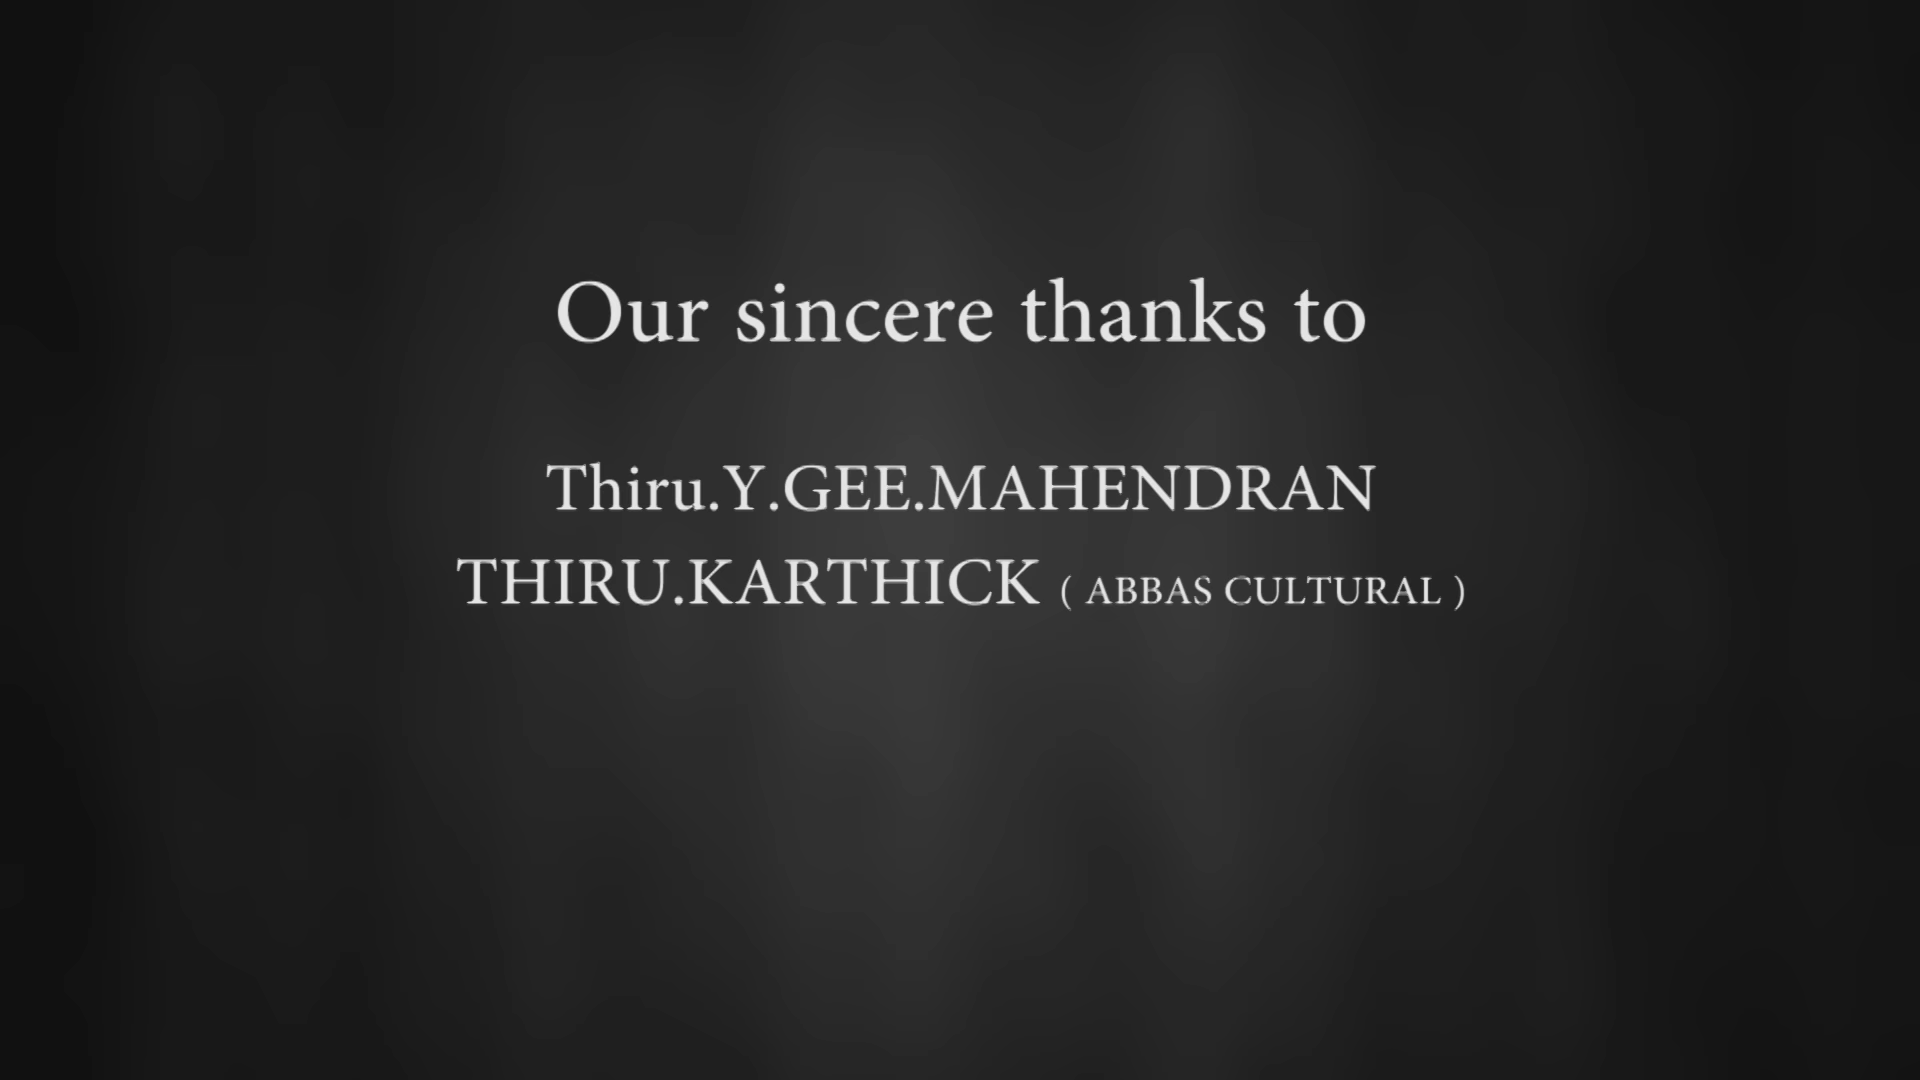 Our sincere thanks to
Thiru.Y.GEE.MAHENDRAN
THIRU.KARTHICK ( ABBAS CULTURAL )